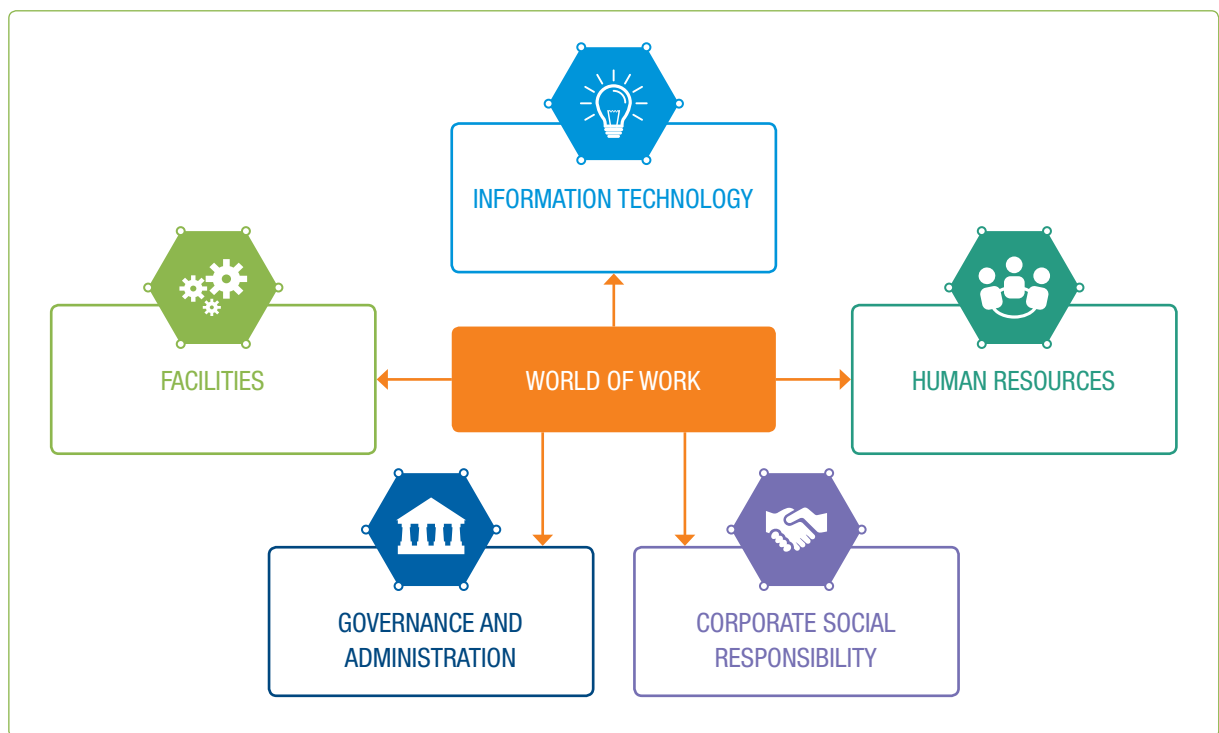 INFORMATION TECHNOLOGY
FACILITIES
WORLD OF WORK
HUMAN RESOURCES
GOVERNANCE AND
ADMINISTRATION
CORPORATE SOCIAL
RESPONSIBILITY